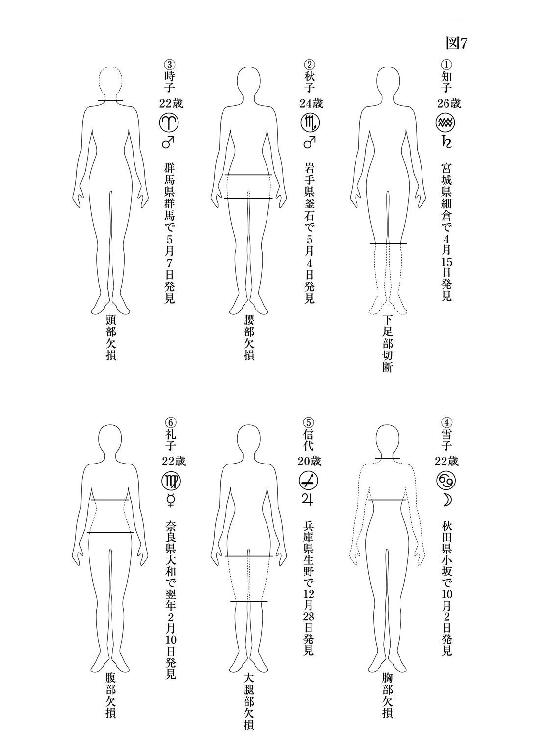 図7
①知子
26歳
♒
♄
宮城県細倉で4月15日発見
下足部切断
②秋子
24歳
♏
♂
岩手県釜石で5月4日発見
腰部欠損
③時子
22歳
♈
♂
群馬県群馬で5月7日発見
頭部欠損
④雪子
22歳
♋
☽
秋田県小坂で10月2日発見
胸部欠損
⑤信代
20歳
♐
♃
兵庫県生野で12月28日発見
大腿部欠損
⑥礼子
22歳
♍
☿
奈良県大和で翌年2月10日発見
腹部欠損